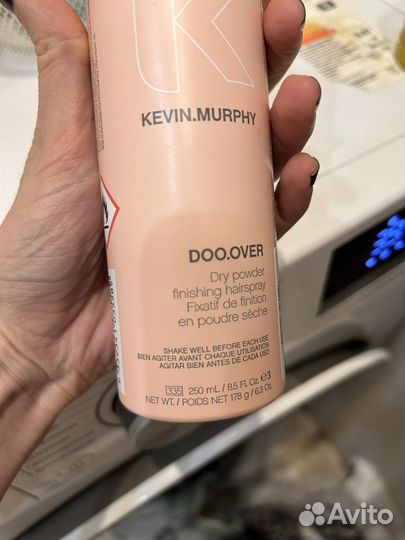 K
KEVIN.MURPHY
DOO.OVER
Dry powder
finishing hairspray
Fixatif de finition
en poudre sèche
SHAKE WELL BEFORE EACH USE
BIEN AGITER AVANT CHAQUE UTILISATION
AGITAR BIEN ANTES DE CADA USO
335 250 mL / 8.5 Fl. Oz. ℮3
NET WT. / POIDS NET 178 g / 6.3 Oz.
Avito